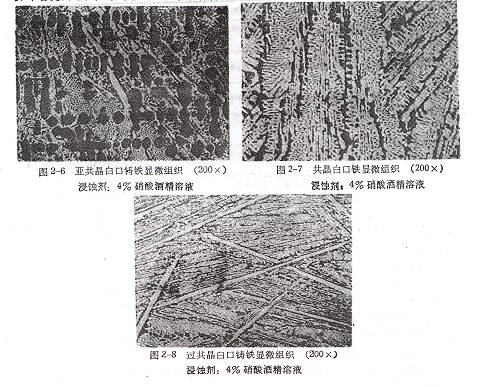 图2-6 亚共晶白口铸铁显微组织 (200×)
浸蚀剂：4%硝酸酒精溶液
图2-7 共晶白口铁显微组织 (200×)
浸蚀剂：4%硝酸酒精溶液
图2-8 过共晶白口铸铁显微组织 (200×)
浸蚀剂：4%硝酸酒精溶液